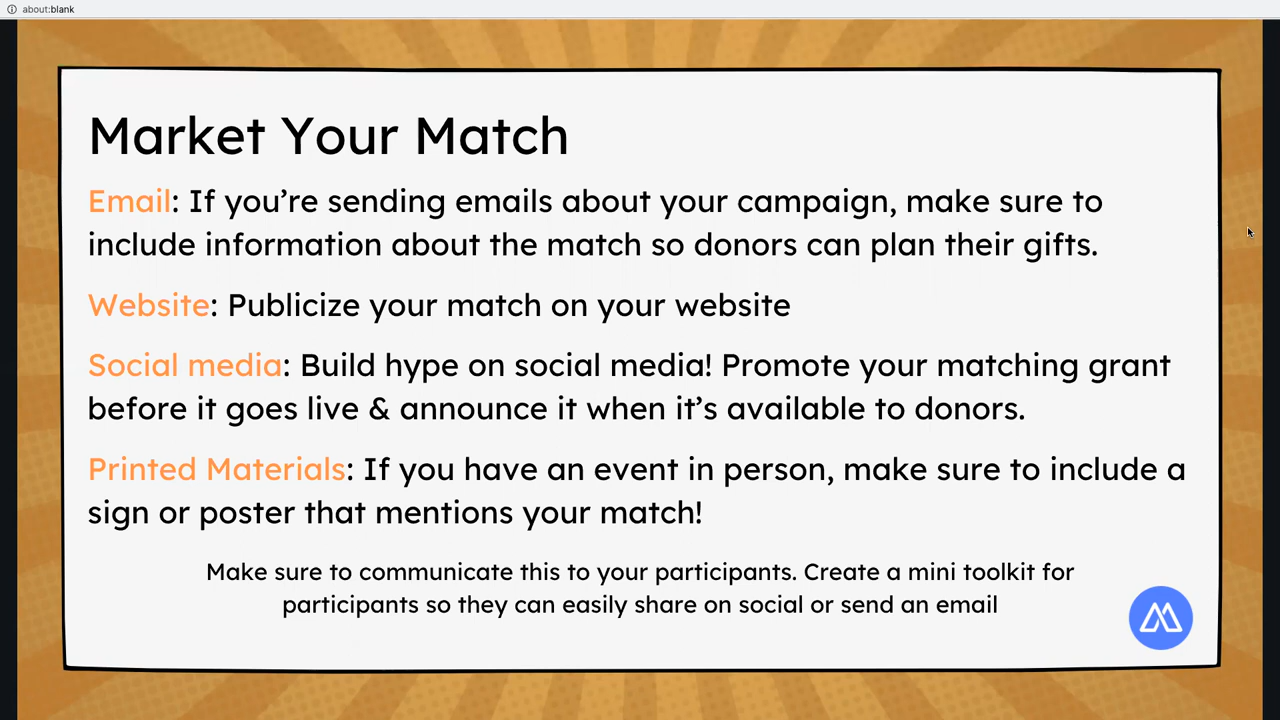 about:blank
Market Your Match
Email: If you’re sending emails about your campaign, make sure to
include information about the match so donors can plan their gifts.
Website: Publicize your match on your website
Social media: Build hype on social media! Promote your matching grant
before it goes live & announce it when it’s available to donors.
Printed Materials: If you have an event in person, make sure to include a
sign or poster that mentions your match!
Make sure to communicate this to your participants. Create a mini toolkit for
participants so they can easily share on social or send an email